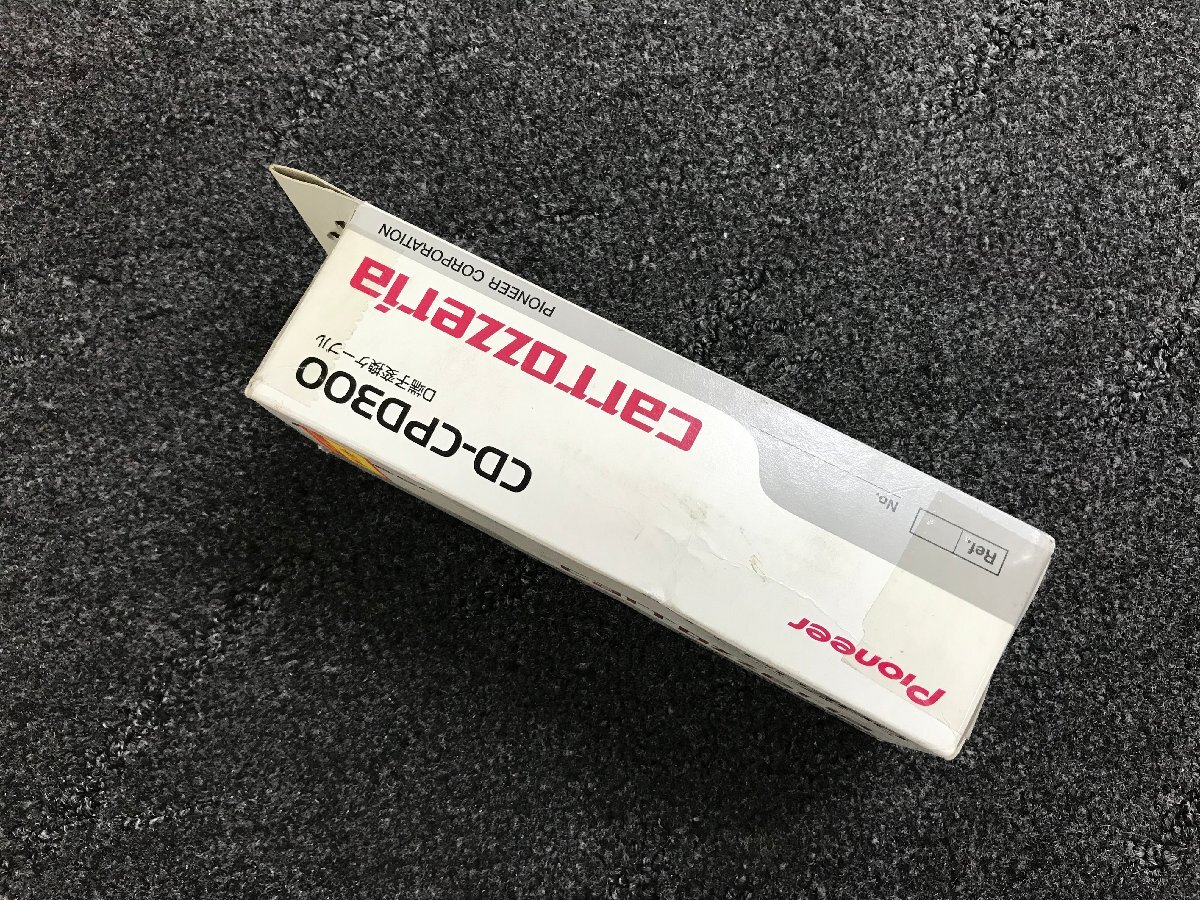 Pioneer
CD-CPD300
D端子変換ケーブル
carrozzeria
Ref.
No.
PIONEER CORPORATION